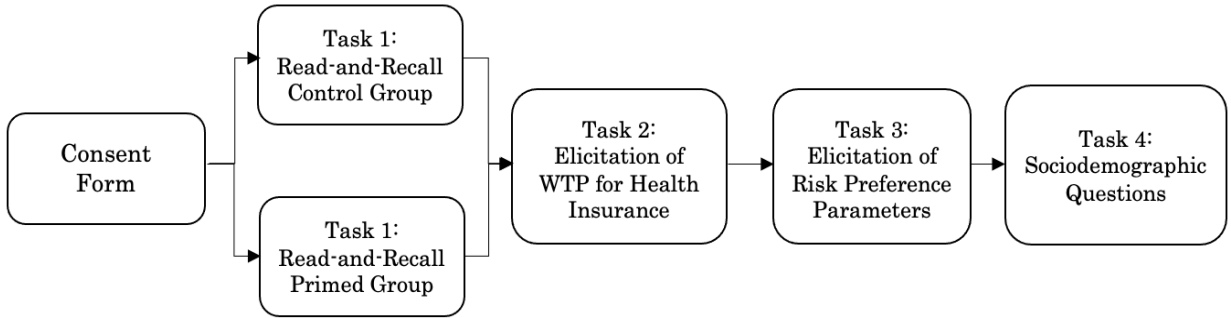 Consent
Form
Task 1:
Read-and-Recall
Control Group
Task 1:
Read-and-Recall
Primed Group
Task 2:
Elicitation of
WTP for Health
Insurance
Task 3:
Elicitation of
Risk Preference
Parameters
Task 4:
Sociodemographic
Questions